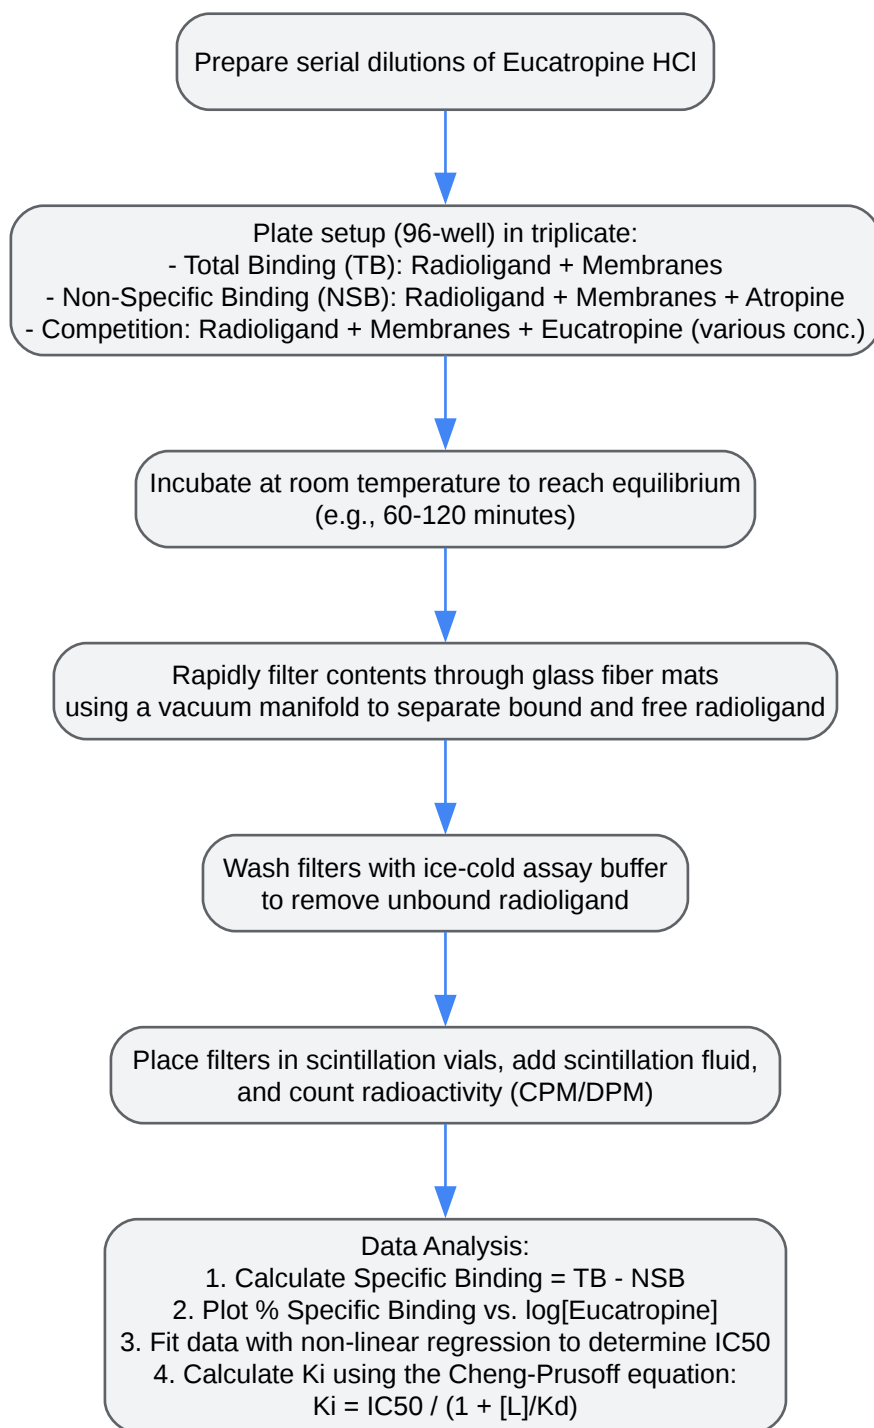 Prepare serial dilutions of Eucatropine HCl
Plate setup (96-well) in triplicate:
- Total Binding (TB): Radioligand + Membranes
- Non-Specific Binding (NSB): Radioligand + Membranes + Atropine
- Competition: Radioligand + Membranes + Eucatropine (various conc.)
Incubate at room temperature to reach equilibrium
(e.g., 60-120 minutes)
Rapidly filter contents through glass fiber mats
using a vacuum manifold to separate bound and free radioligand
Wash filters with ice-cold assay buffer
to remove unbound radioligand
Place filters in scintillation vials, add scintillation fluid,
and count radioactivity (CPM/DPM)
Data Analysis:
1. Calculate Specific Binding = TB - NSB
2. Plot % Specific Binding vs. log[Eucatropine]
3. Fit data with non-linear regression to determine IC50
4. Calculate Ki using the Cheng-Prusoff equation:
Ki = IC50 / (1 + [L]/Kd)